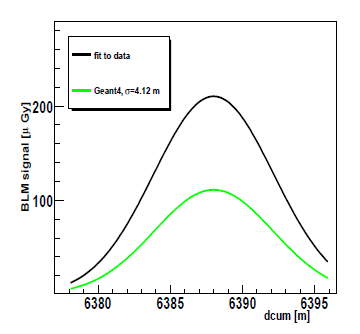 fit to data
Geant4, σ=4.12 m
BLM signal [μ Gy]
200
100
6380 6385 6390 6395
dcum [m]